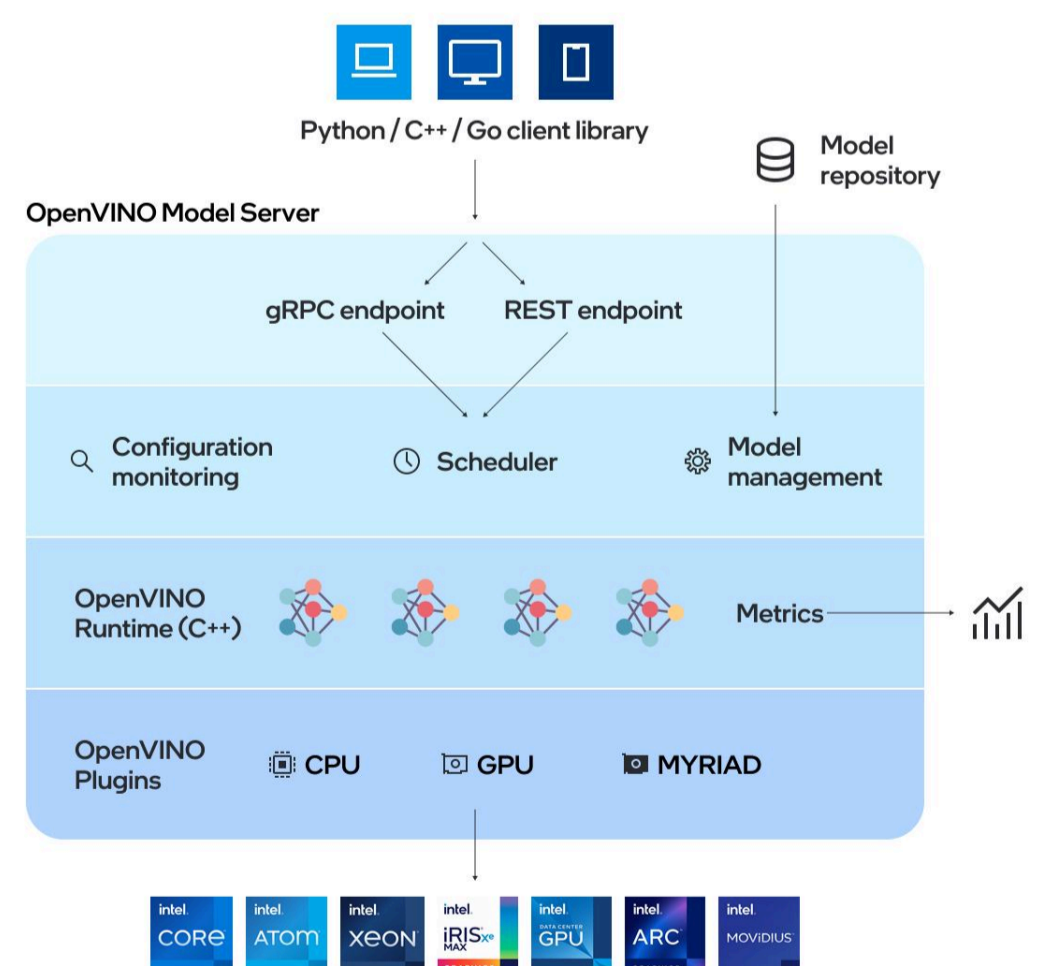 Python / C++ / Go client library
Model
repository
OpenVINO Model Server
gRPC endpoint
REST endpoint
Configuration
monitoring
Scheduler
Model
management
OpenVINO
Runtime (C++)
Metrics
OpenVINO
Plugins
CPU
GPU
MYRIAD
intel.
CORE
intel.
ATOM
intel.
XEON
intel.
iRIS Xe
MAX
intel.
DATA CENTER
GPU
intel.
ARC
intel.
MOVIDIUS